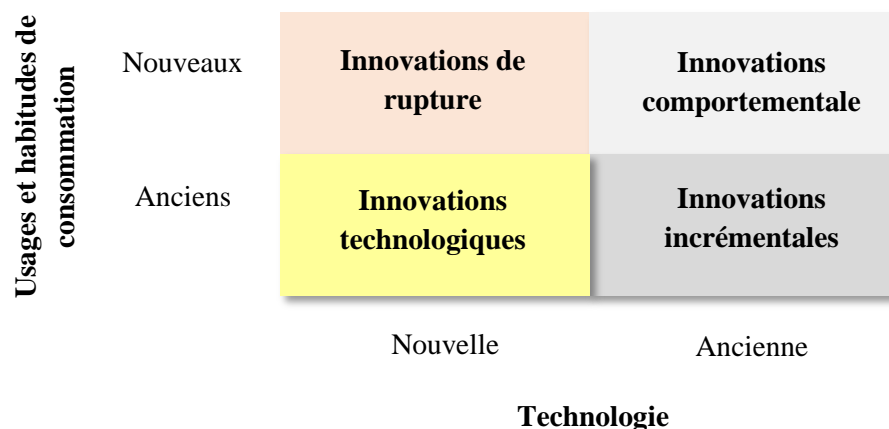 Usages et habitudes de
consommation
Nouveaux
Innovations de
rupture
Innovations
comportementale
Anciens
Innovations
technologiques
Innovations
incrémentales
Nouvelle
Ancienne
Technologie